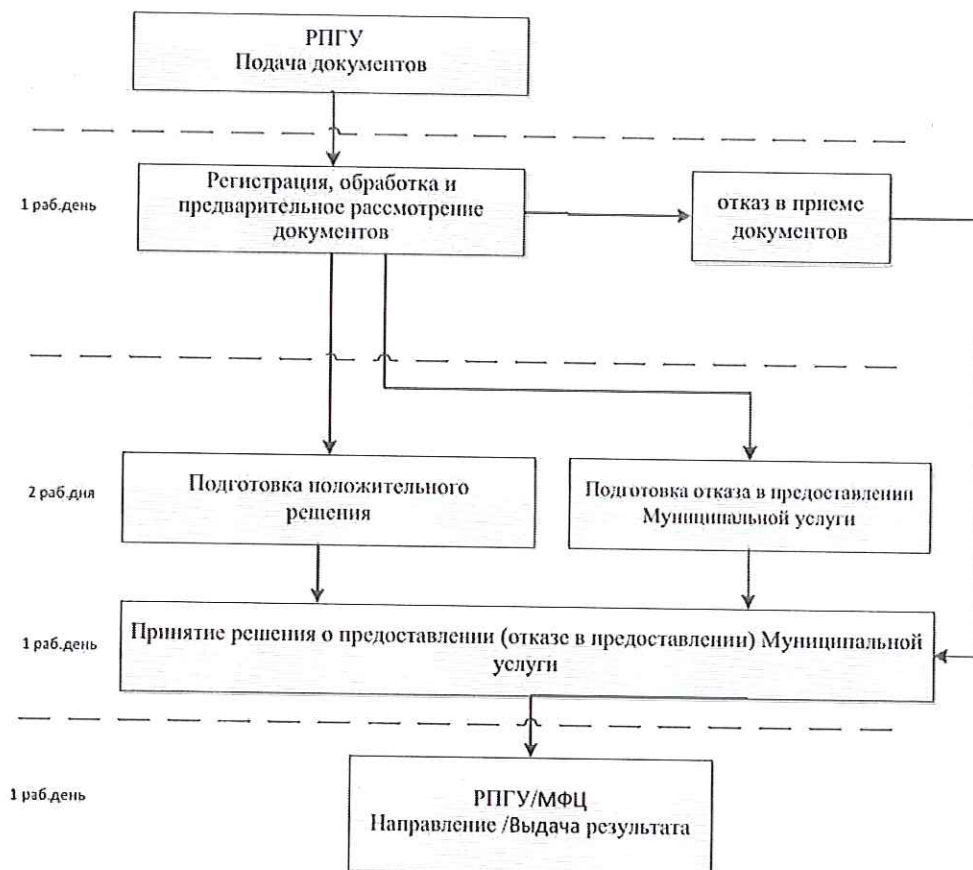 РПГУ
Подача документов
1 раб.день
Регистрация, обработка и
предварительное рассмотрение
документов
отказ в приеме
документов
2 раб.дня
Подготовка положительного
решения
Подготовка отказа в предоставлении
Муниципальной услуги
1 раб.день
Принятие решения о предоставлении (отказе в предоставлении) Муниципальной
услуги
1 раб.день
РПГУ/МФЦ
Направление /Выдача результата